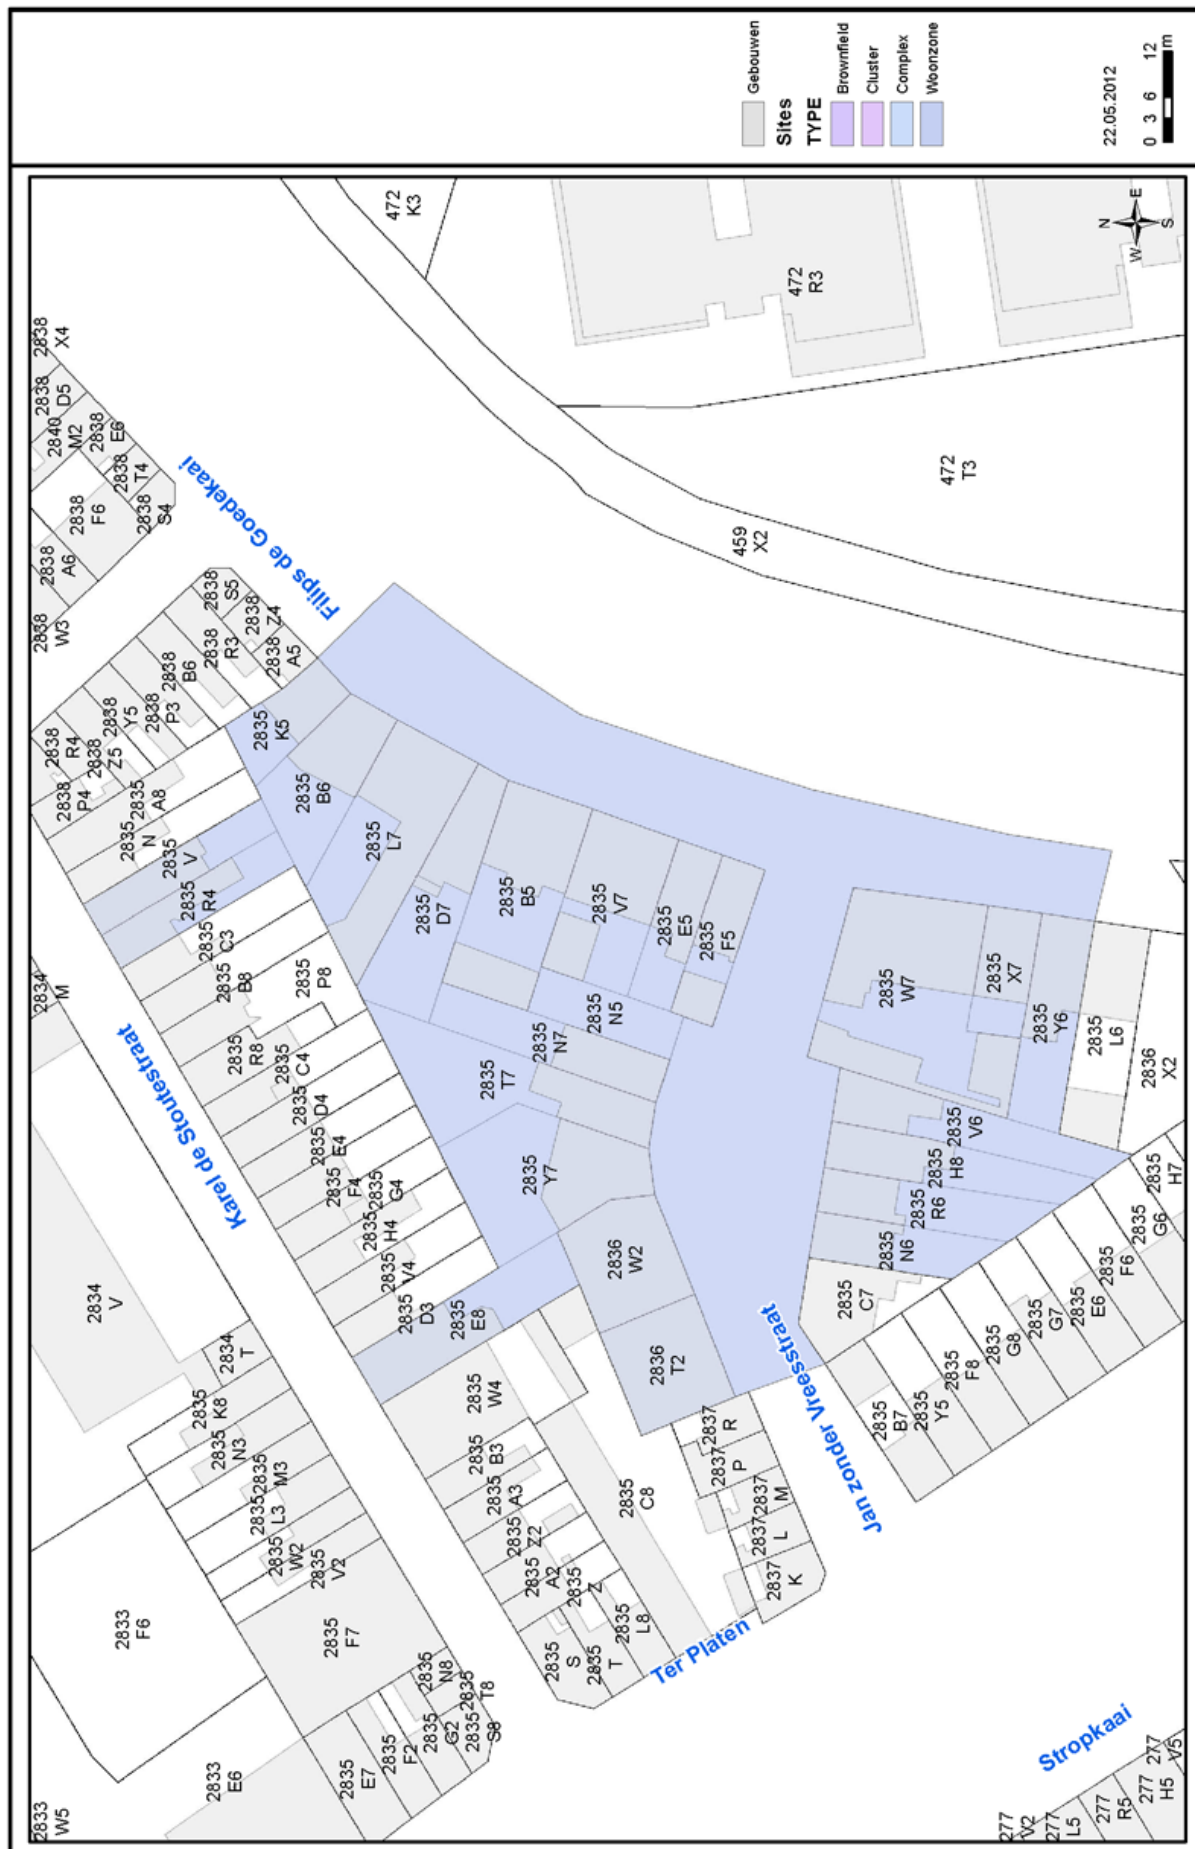 Gebouwen
Sites
TYPE
Brownfield
Cluster
Complex
Woonzone
22.05.2012
0 3 6 12
m
N
E
S
W
472
K3
472
R3
472
T3
459
X2
2838
X4
2838
D5
2840
M2
2838
E6
2838
T4
2838
S4
2838
F6
2838
A6
2838
W3
Filips de Goedekaai
2838
S5
2838
Z4
2838
A5
2838
R3
2838
B6
2838
P3
2838
Y5
2838
Z5
2838
R4
2838
P4
2835
A8
2835
N
2835
V
2835
R4
2835
C3
2835
B8
2835
P8
2835
R8
2835
C4
2835
D4
2835
E4
2835
F4
2835
G4
2835
H4
2835
V4
2835
D3
2835
E8
2835
K5
2835
B6
2835
L7
2835
D7
2835
B5
2835
V7
2835
E5
2835
F5
2835
N5
2835
N7
2835
T7
2835
Y7
2836
W2
2836
T2
2835
W7
2835
X7
2835
Y6
2835
L6
2836
X2
2835
V6
2835
H8
2835
R6
2835
N6
2835
C7
2835
H7
2835
G6
2835
F6
2835
E6
2835
G7
2835
G8
2835
F8
2835
Y5
2835
B7
Jan zonder Vreesstraat
Karel de Stoutestraat
2834
M
2834
V
2834
T
2835
K8
2835
N3
2835
M3
2835
L3
2835
W2
2835
V2
2835
F7
2833
F6
2833
E6
2833
W5
2835
E7
2835
F2
2835
G2
2835
N8
2835
T8
2835
S8
2835
W4
2835
B3
2835
A3
2835
Z2
2835
A2
2835
Z
2835
L8
2835
S
2835
T
2835
C8
2837
R
2837
P
2837
M
2837
L
2837
K
Ter Platen
Stropkaai
277
V2
277
L5
277
R5
277
H5
277
V5